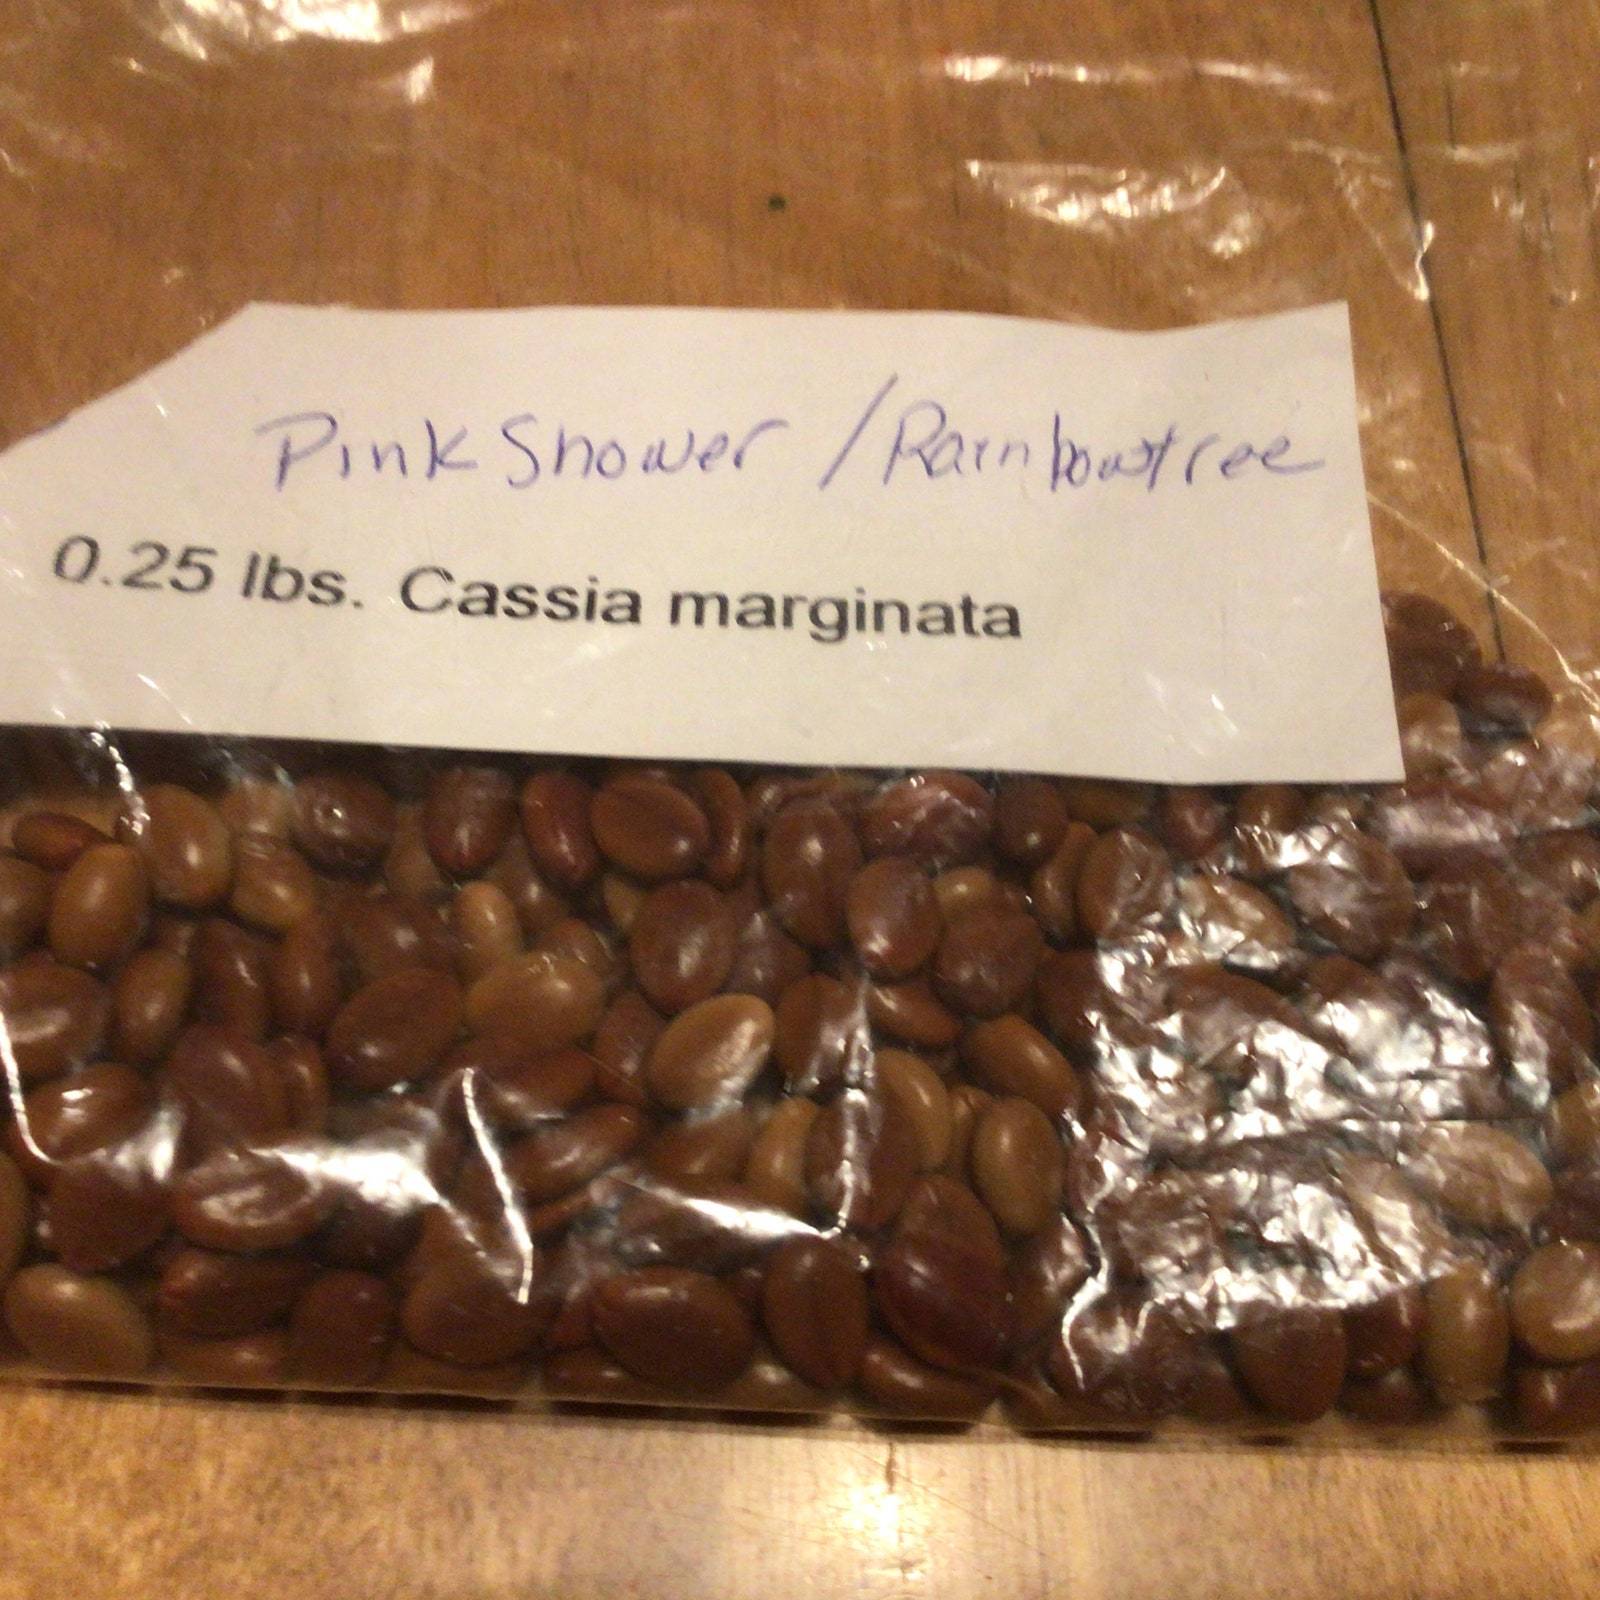 Pink Shower / Rainbowtree
0.25 lbs. Cassia marginata